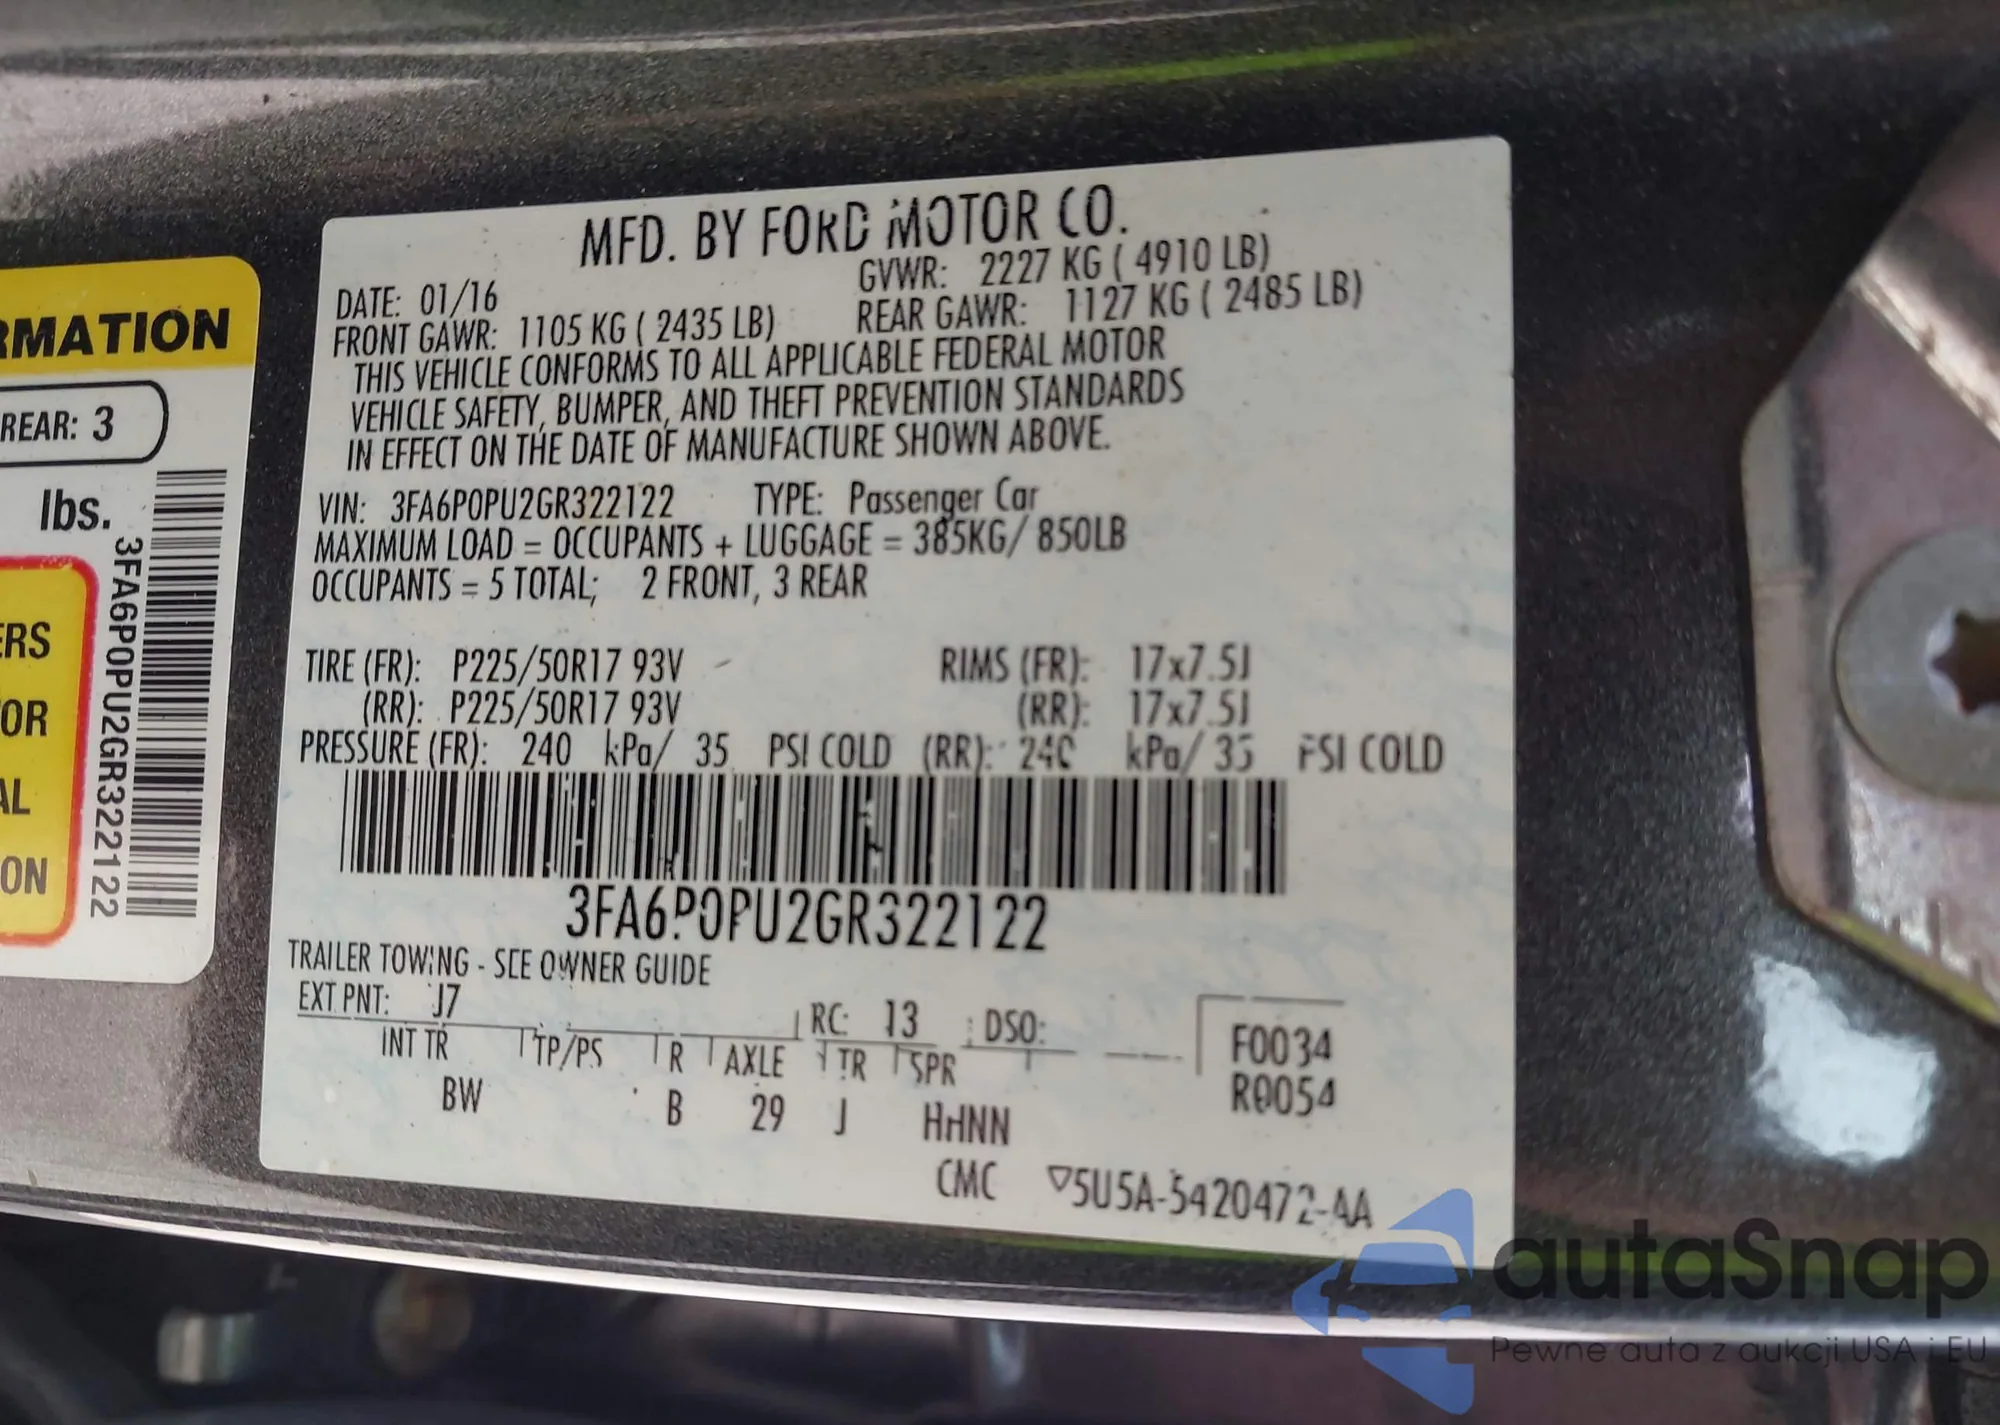 RMATION
REAR: 3
lbs.
3FA6P0PU2GR322122
ERS
OR
AL
ON
MFD. BY FORD MOTOR CO.
DATE: 01/16 GVWR: 2227 KG ( 4910 LB)
FRONT GAWR: 1105 KG ( 2435 LB) REAR GAWR: 1127 KG ( 2485 LB)
THIS VEHICLE CONFORMS TO ALL APPLICABLE FEDERAL MOTOR
VEHICLE SAFETY, BUMPER, AND THEFT PREVENTION STANDARDS
IN EFFECT ON THE DATE OF MANUFACTURE SHOWN ABOVE.
VIN: 3FA6P0PU2GR322122 TYPE: Passenger Car
MAXIMUM LOAD = OCCUPANTS + LUGGAGE = 385KG/ 850LB
OCCUPANTS = 5 TOTAL; 2 FRONT, 3 REAR
TIRE (FR): P225/50R17 93V RIMS (FR): 17x7.5J
(RR): P225/50R17 93V (RR): 17x7.5J
PRESSURE (FR): 240 kPa/ 35 PSI COLD (RR): 240 kPa/ 35 PSI COLD
3FA6P0PU2GR322122
TRAILER TOWING - SEE OWNER GUIDE
EXT PNT: J7 RC: 13 DSO: F0034
INT TR TP/PS R AXLE TR SPR R0054
BW B 29 J HHNN
CMC ▽5U5A-5420472-AA
autaSnap
Pewne auta z aukcji USA i EU